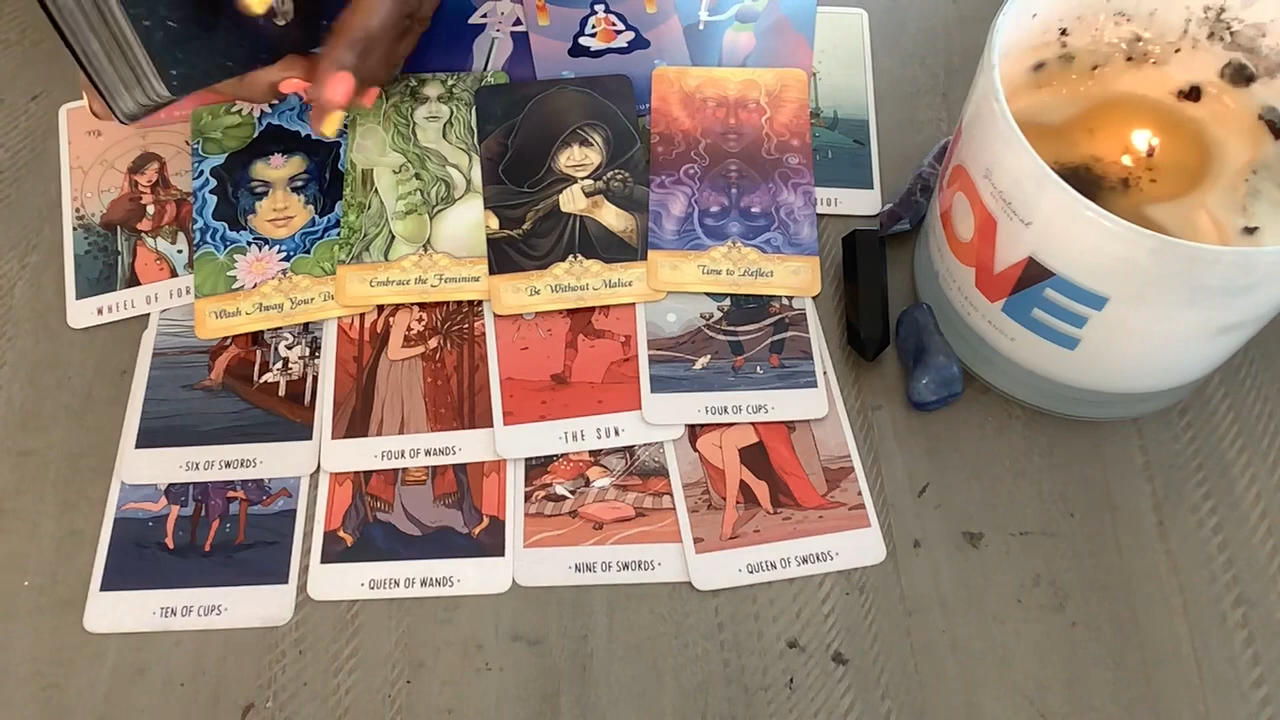 ·WHEEL OF FOR
Wash Away Your Bu
Embrace the Feminine
Be Without Malice
Time to Reflect
·SIX OF SWORDS·
·FOUR OF WANDS·
·THE SUN·
·FOUR OF CUPS·
·TEN OF CUPS·
·QUEEN OF WANDS·
·NINE OF SWORDS·
·QUEEN OF SWORDS·
OVE